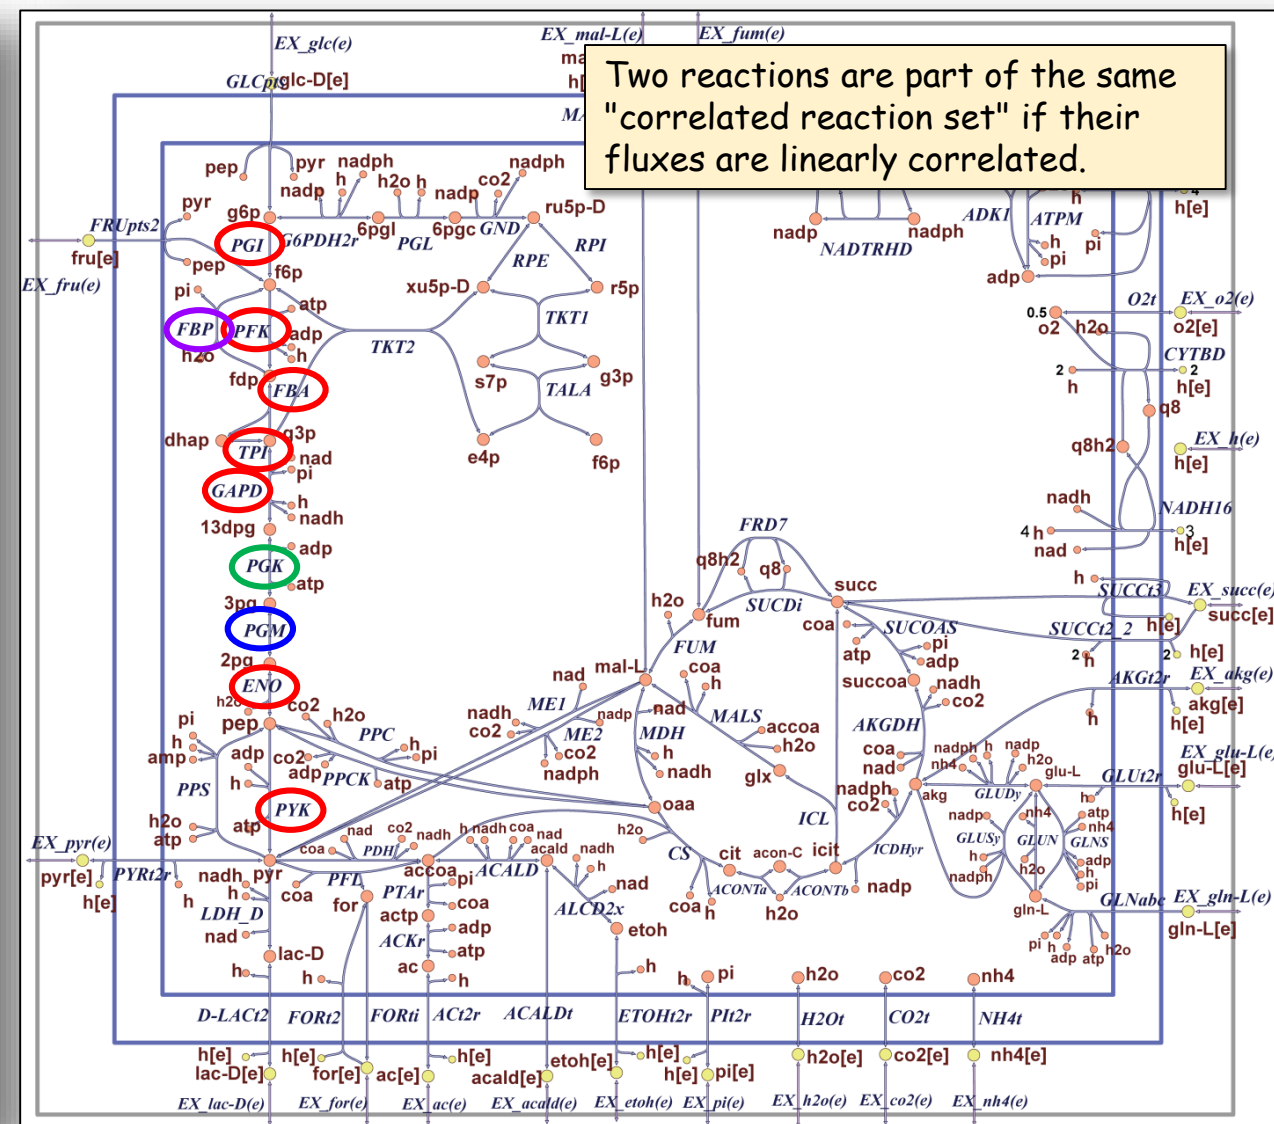 EX_glc(e)
EX_mal-L(e)
EX_fum(e)
Two reactions are part of the same
"correlated reaction set" if their
fluxes are linearly correlated.
glc-D[e]
ma
h[
MA
pep
pyr
nadp
h
nadph
h2o
h
nadp
co2
nadph
pyr
g6p
6pgl
6pgc
GND
ru5p-D
FRUpts2
PGI
G6PDH2r
PGL
RPE
RPI
nadp
NADTRHD
nadph
ADK1
ATPM
pi
h
pi
adp
h[e]
fru[e]
EX_fru(e)
pep
f6p
pi
atp
xu5p-D
r5p
FBP
PFK
adp
h2o
h
TKT2
TKT1
fdp
FBA
s7p
g3p
TALA
dhap
g3p
TPI
nad
pi
e4p
f6p
GAPD
h
nadh
13dpg
adp
PGK
atp
3pg
PGM
2pg
ENO
h2o
0.5
o2
h2o
O2t
EX_o2(e)
o2[e]
CYTBD
2
h
2
h[e]
q8
q8h2
EX_h(e)
h[e]
nadh
NADH16
4
h
nad
3
h[e]
FRD7
q8h2
q8
succ
h
SUCCt3
EX_succ(e)
succ[e]
h2o
SUCDi
fum
coa
SUCOAS
atp
pi
adp
h[e]
SUCCt2_2
2
h
2
h[e]
FUM
mal-L
coa
h
succoa
nadh
co2
AKGt2r
EX_akg(e)
akg[e]
h
h[e]
nad
ME1
nadh
co2
ME2
nadp
nad
MDH
MALS
accoa
h2o
AKGDH
coa
nad
co2
nadph
h
nadh
glx
nadph
co2
akg
pep
co2
h2o
PPC
h
pi
pi
h
amp
adp
h
co2
adp
PPCK
atp
PPS
PYK
atp
h2o
atp
oaa
ICL
nadph
nh4
h
nadp
h2o
glu-L
GLUDy
GLUt2r
EX_glu-L(e)
glu-L[e]
h
h[e]
nadp
GLUSy
h
nadph
nh4
GLUN
h2o
atp
nh4
GLNS
adp
h
pi
gln-L
GLNabc
EX_gln-L(e)
gln-L[e]
pi
h
adp
atp
h2o
EX_pyr(e)
pyr[e]
PYRt2r
h[e]
pyr
nad
co2
nadh
coa
PDH
accoa
h
nadh
coa
nad
acald
ACALD
nadh
h
h2o
CS
cit
acon-C
icit
ICDHyr
nadp
ACONTa
ACONTb
h2o
coa
h
nadh
h
LDH_D
nad
coa
PFL
for
PTAr
pi
coa
actp
adp
ACKr
atp
ac
h
nad
ALCD2x
etoh
lac-D
h
h
h
h
pi
h2o
co2
nh4
D-LACt2
FORt2
FORti
ACt2r
ACALDt
ETOHt2r
PIt2r
H2Ot
CO2t
NH4t
h[e]
lac-D[e]
h[e]
for[e]
h[e]
ac[e]
acald[e]
h[e]
etoh[e]
h[e]
pi[e]
h2o[e]
co2[e]
nh4[e]
EX_lac-D(e)
EX_for(e)
EX_ac(e)
EX_acald(e)
EX_etoh(e)
EX_pi(e)
EX_h2o(e)
EX_co2(e)
EX_nh4(e)